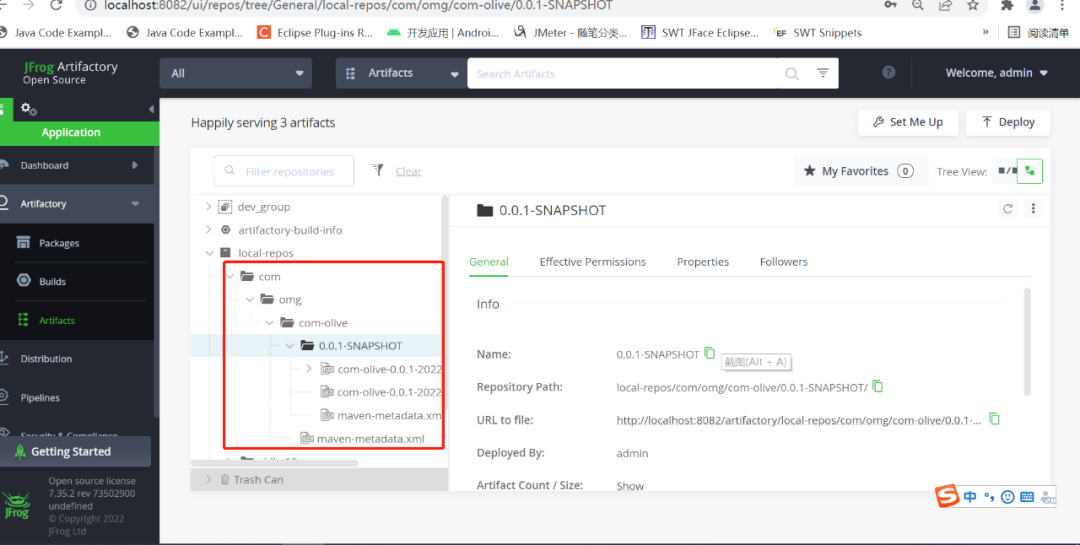 localhost:8082/ui/repos/tree/General/local-repos/com/omg/com-olive/0.0.1-SNAPSHOT
Java Code Exampl... Java Code Exampl... Eclipse Plug-ins R... 开发应用 | Androi... JMeter - 随笔分类... SWT JFace Eclipse... EF SWT Snippets » 阅读清单
JFrog Artifactory
Open Source
All
Artifacts
Search Artifacts
Welcome, admin
Application
Dashboard
Artifactory
Packages
Builds
Artifacts
Distribution
Pipelines
Security & Compliance
Getting Started
Open source license
7.35.2 rev 73502900
undefined
© Copyright 2022
JFrog Ltd
JFrog
Happily serving 3 artifacts
Set Me Up
Deploy
Filter repositories
Clear
My Favorites 0
Tree View:
dev_group
artifactory-build-info
local-repos
com
omg
com-olive
0.0.1-SNAPSHOT
com-olive-0.0.1-2022
com-olive-0.0.1-2022
maven-metadata.xm
maven-metadata.xml
Trash Can
0.0.1-SNAPSHOT
General Effective Permissions Properties Followers
Info
Name: 0.0.1-SNAPSHOT
截图(Alt + A)
Repository Path: local-repos/com/omg/com-olive/0.0.1-SNAPSHOT/
URL to file: http://localhost:8082/artifactory/local-repos/com/omg/com-olive/0.0.1-...
Deployed By: admin
Artifact Count / Size: Show
中